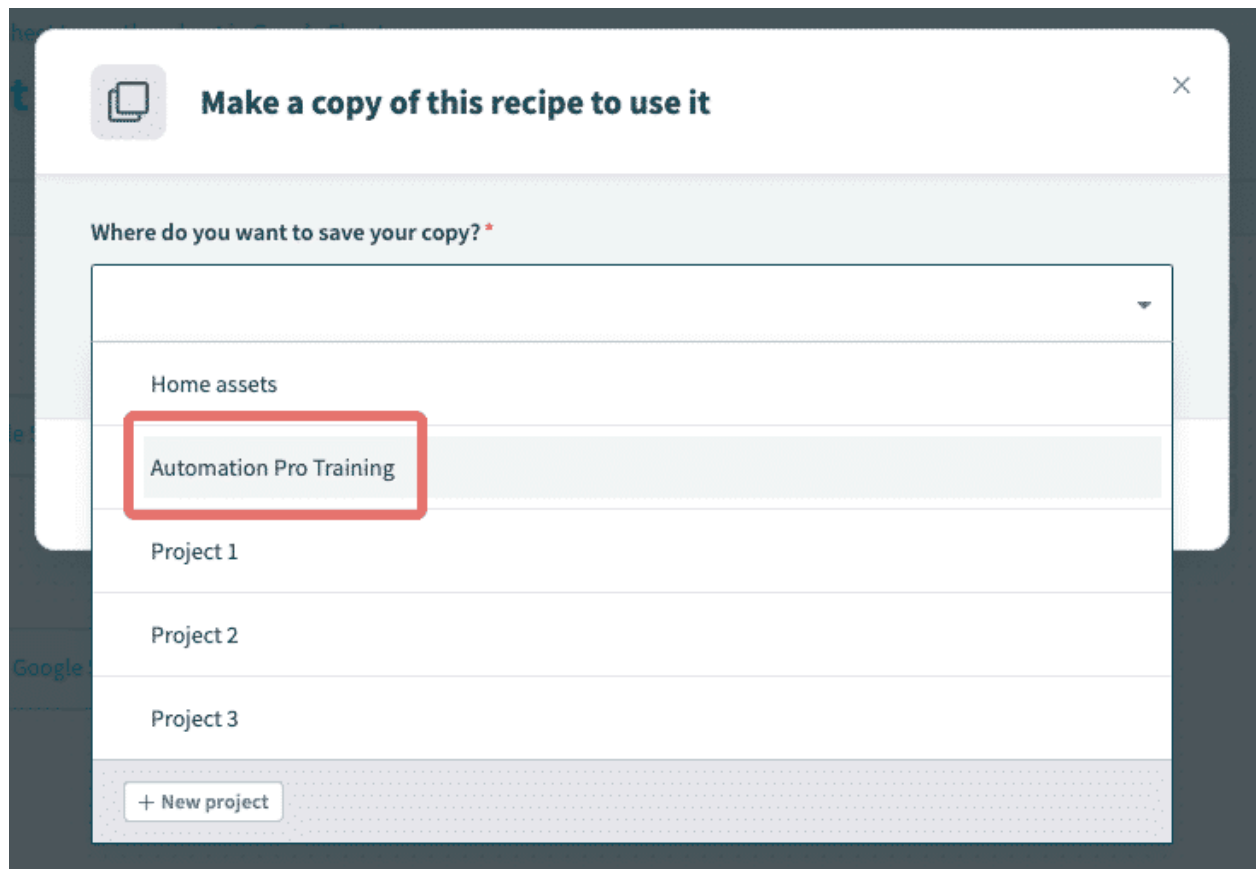 Make a copy of this recipe to use it
Where do you want to save your copy? *
Home assets
Automation Pro Training
Project 1
Project 2
Project 3
Google
+ New project